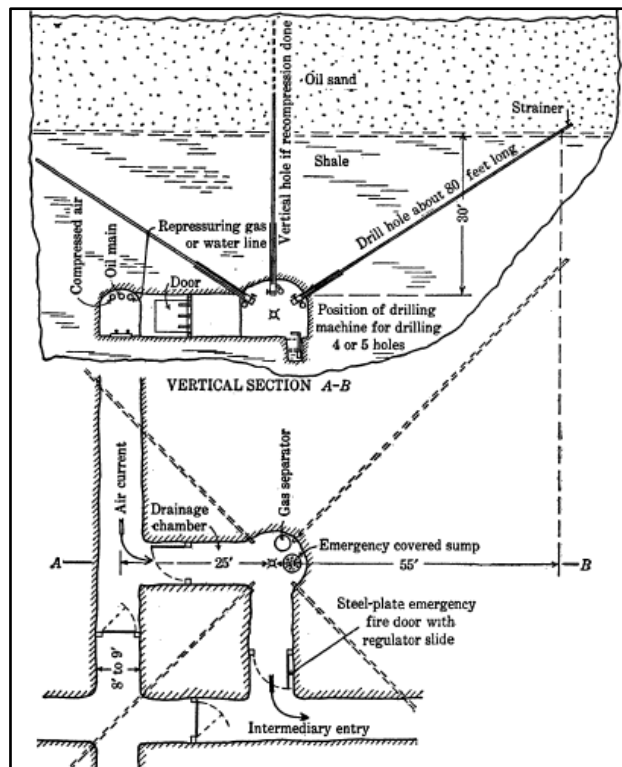 Oil sand
Strainer
Vertical hole if recompression done
Shale
Drill hole about 80 feet long
30'
Compressed air
Oil main
Repressuring gas
or water line
Door
Position of drilling
machine for drilling
4 or 5 holes
VERTICAL SECTION A-B
Air current
Drainage
chamber
Gas separator
Emergency covered sump
A
25'
55'
B
Steel-plate emergency
fire door with
regulator slide
8' to 9'
Intermediary entry